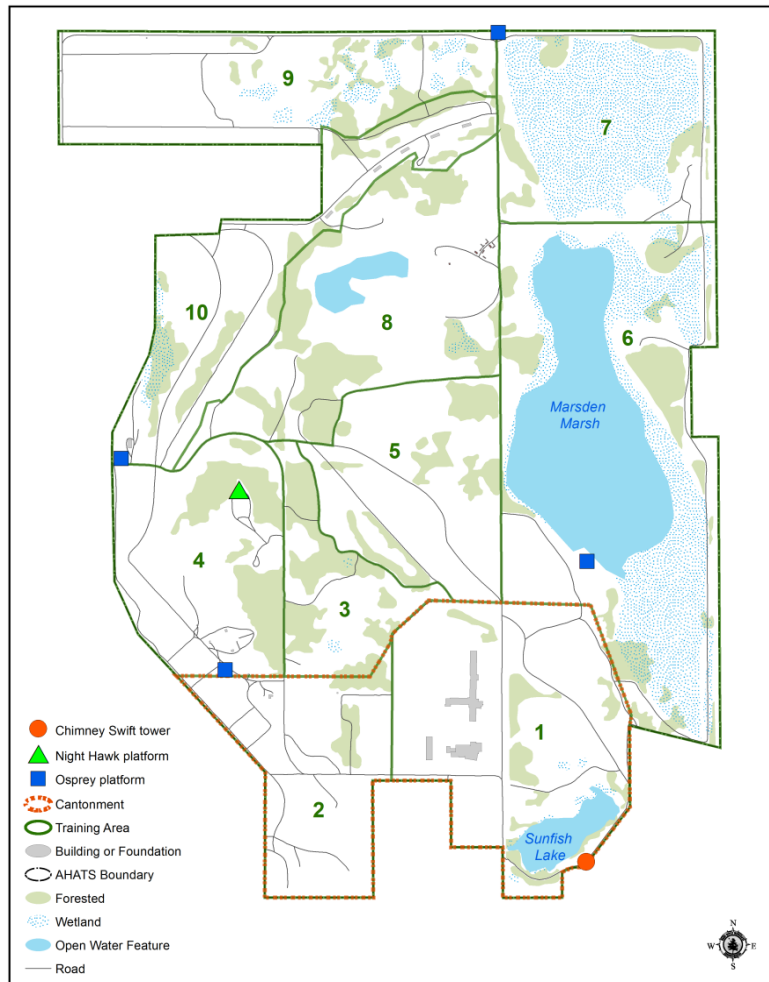 9
7
10
8
6
Marsden
Marsh
5
4
3
1
2
Sunfish
Lake
Chimney Swift tower
Night Hawk platform
Osprey platform
Cantonment
Training Area
Building or Foundation
AHATS Boundary
Forested
Wetland
Open Water Feature
Road
N
W E
S